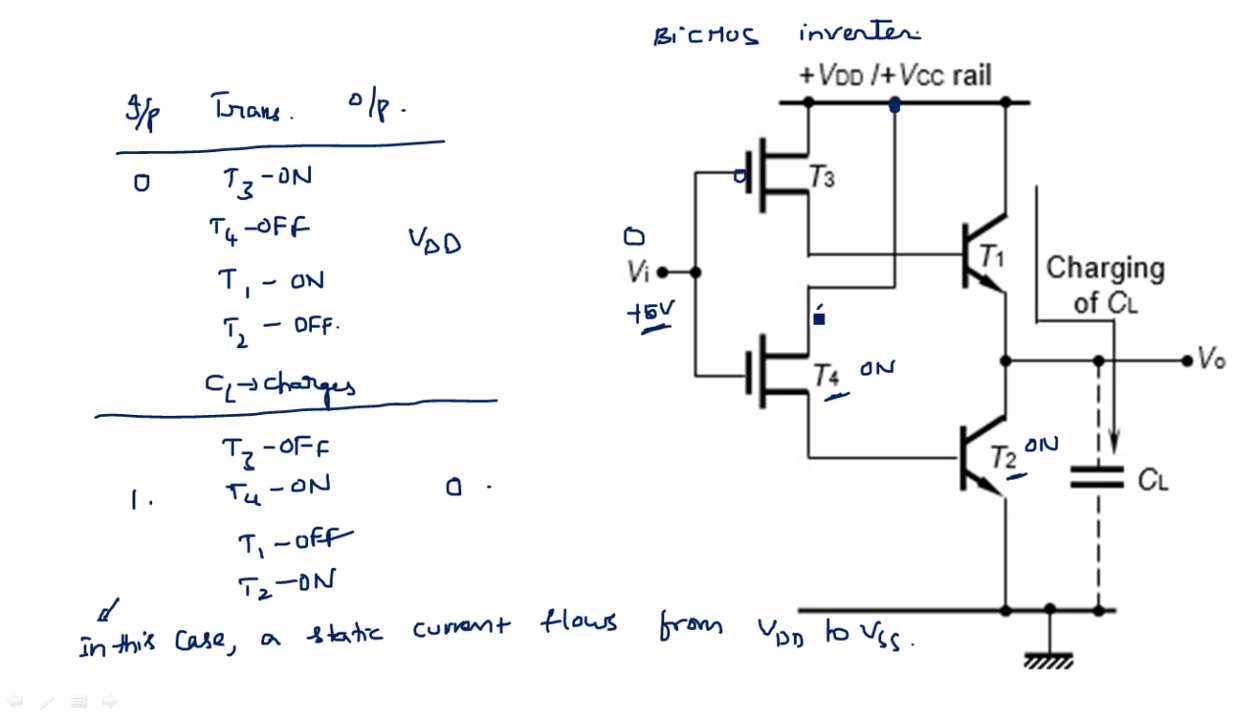 BiCMOS inverter.
+VDD /+VCC rail
I/p Trans. O/p.
0 T3-ON
T4-OFF
VDD
T1 - ON
T2 - OFF.
CL→charges
T3-OFF
1. T4-ON 0.
T1-OFF
T2-ON
In this case, a static current flows from VDD to VSS.
T3
0
Vi
+5V
T1
Charging
of CL
T4 ON
Vo
T2 ON
CL